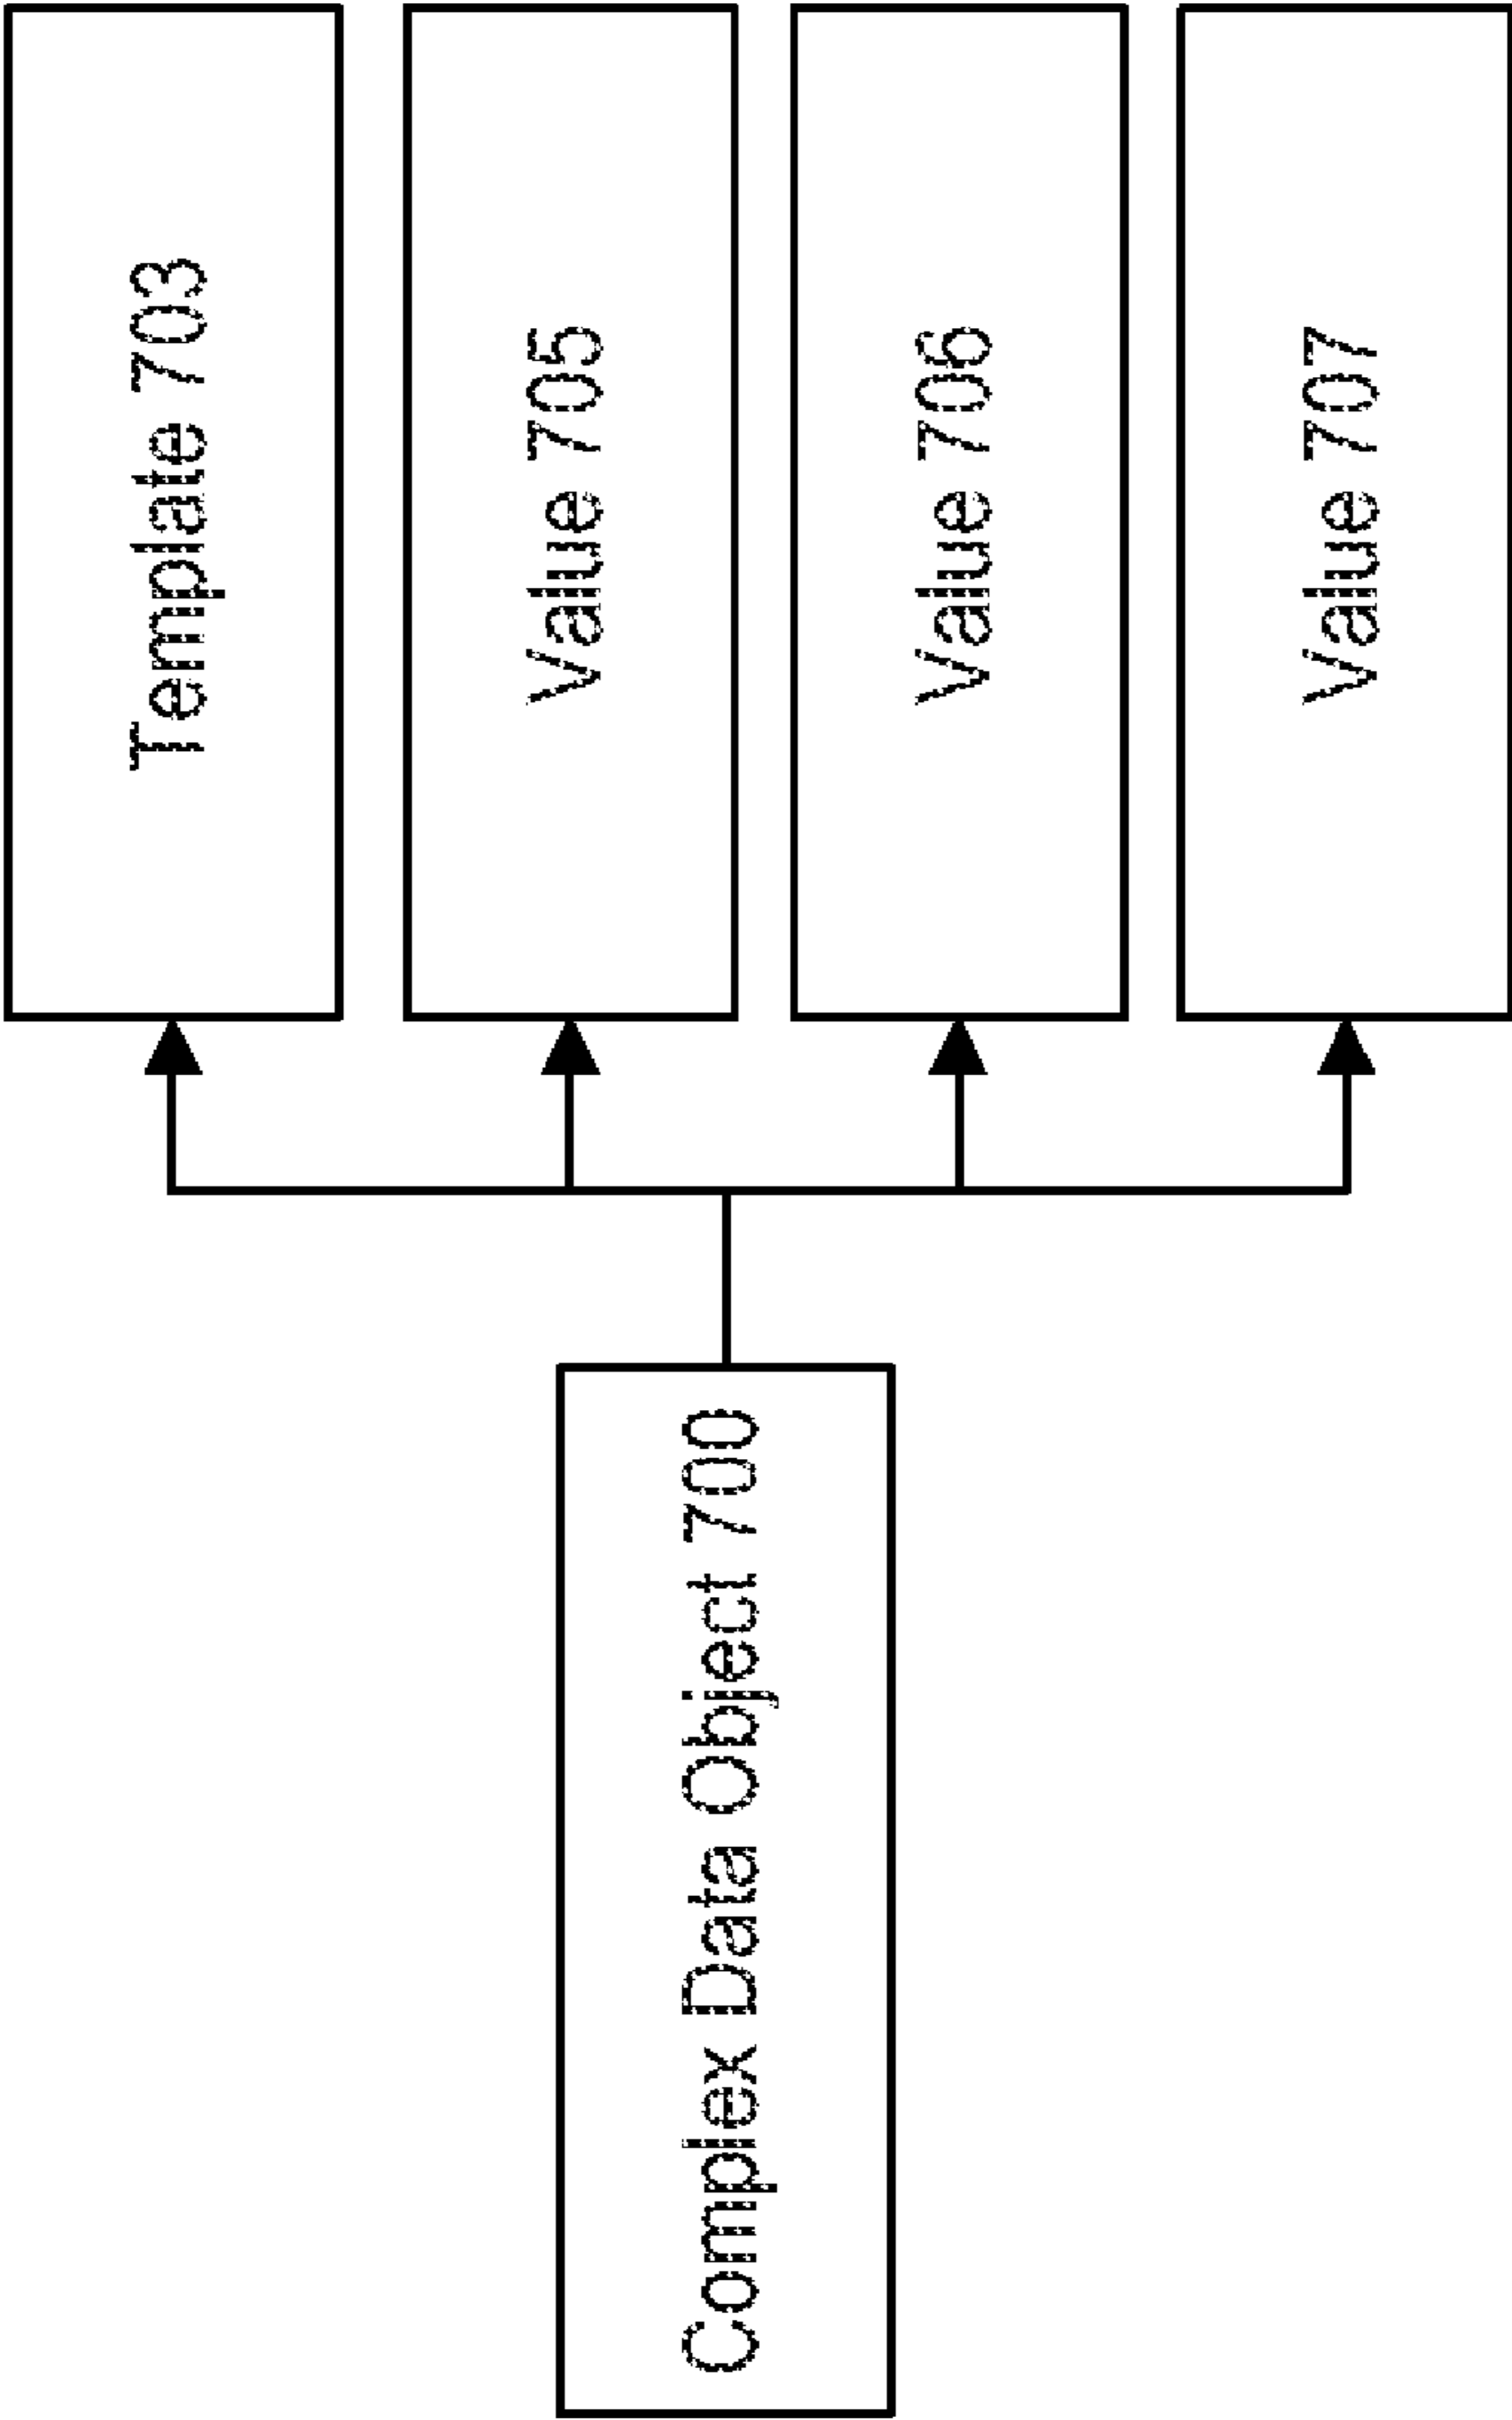 Complex Data Object 700
Template 703
Value 705
Value 706
Value 707